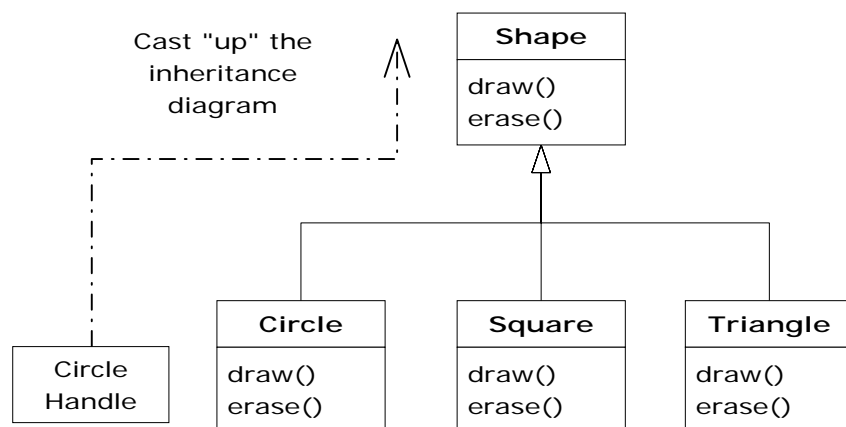 Cast "up" the
inheritance
diagram
Shape
draw()
erase()
Circle
Handle
Circle
draw()
erase()
Square
draw()
erase()
Triangle
draw()
erase()